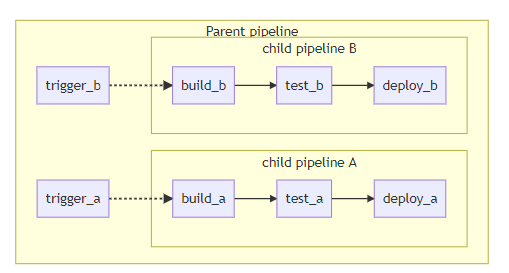 Parent pipeline
child pipeline B
trigger_b build_b test_b deploy_b
child pipeline A
trigger_a build_a test_a deploy_a